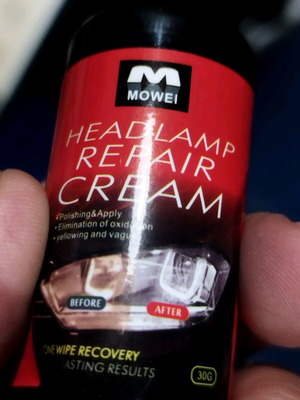 MOWEI
HEADLAMP
REPAIR
CREAM
Polishing&Apply
• Elimination of oxidation
• yellowing and vague
BEFORE
AFTER
ONE WIPE RECOVERY
LASTING RESULTS
30G